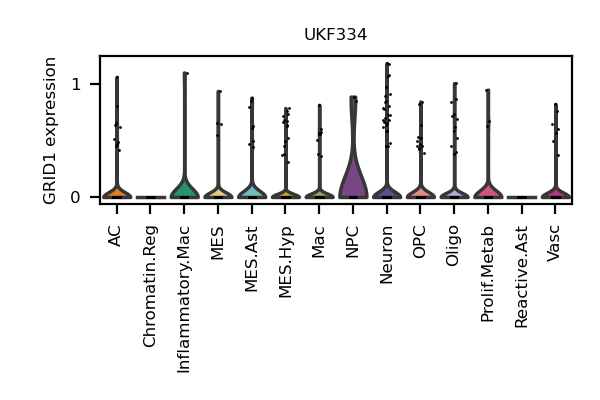 UKF334
GRID1 expression
1
0
AC
Chromatin.Reg
Inflammatory.Mac
MES
MES.Ast
MES.Hyp
Mac
NPC
Neuron
OPC
Oligo
Prolif.Metab
Reactive.Ast
Vasc